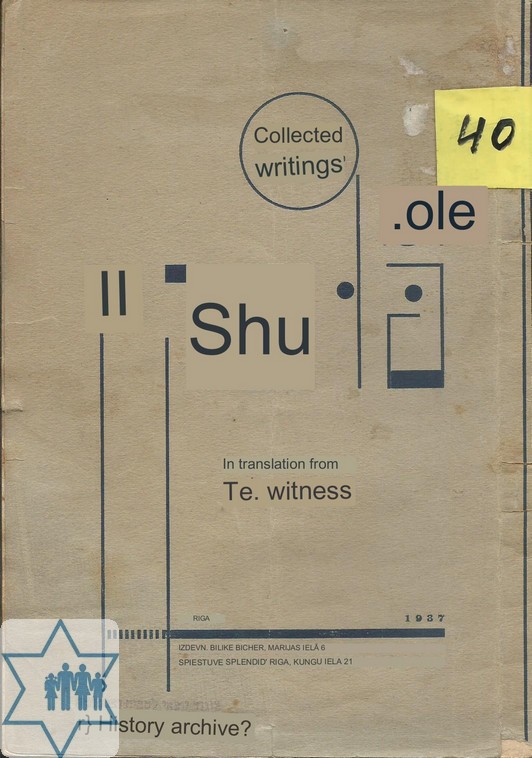 40
Collected
writings'
.ole
II
Shu
In translation from
Te. witness
RIGA
1937
IZDEVN. BILIKE BICHER, MARIJAS IELĀ 6
SPIESTUVE SPLENDID' RIGA, KUNGU IELA 21
r} History archive?